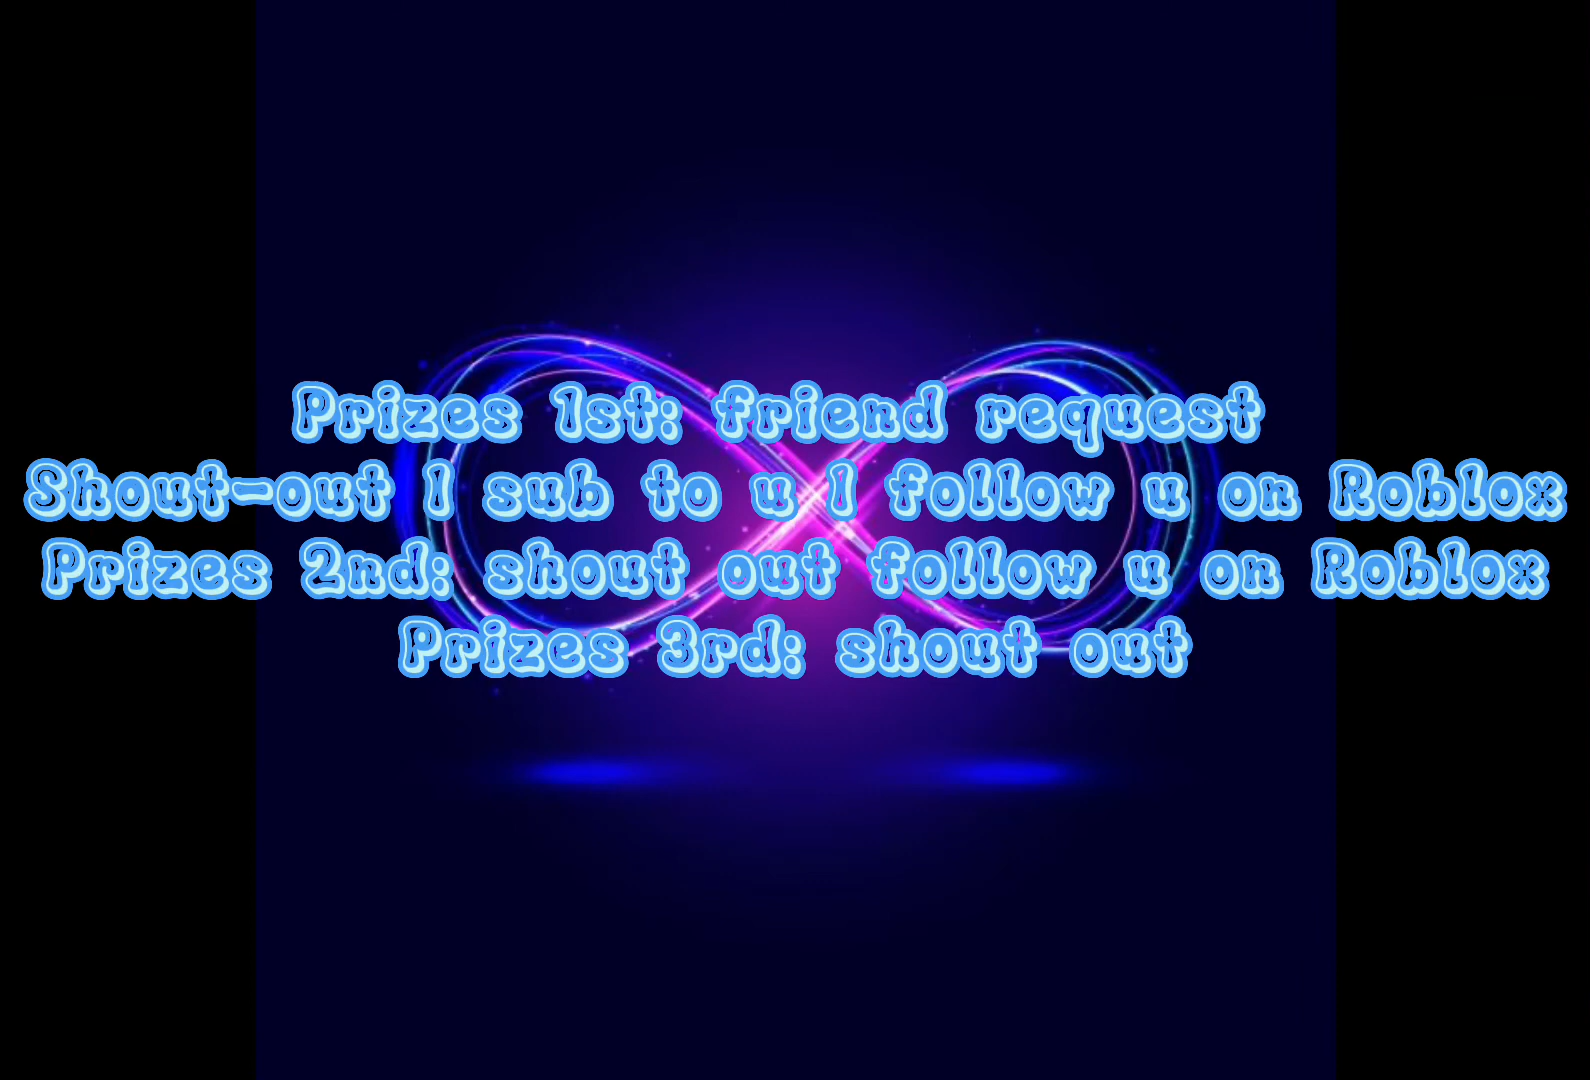 Prizes 1st: friend request
Shout-out I sub to u I follow u on Roblox
Prizes 2nd: shout out follow u on Roblox
Prizes 3rd: shout out